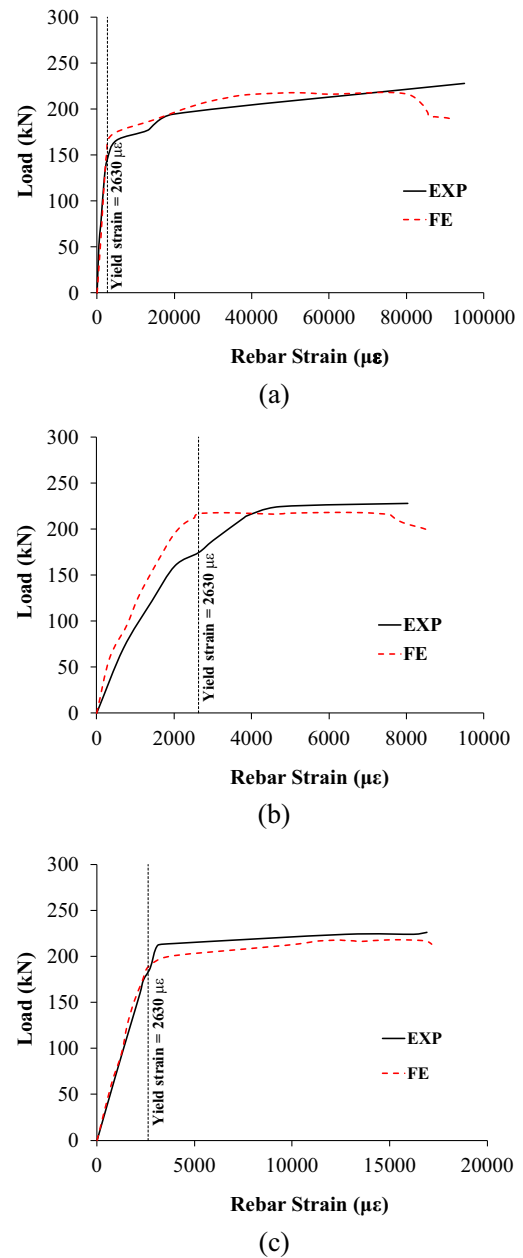 300
250
200
150
100
50
0
Load (kN)
Yield strain = 2630 με
EXP
FE
0 20000 40000 60000 80000 100000
Rebar Strain (με)
(a)
300
250
200
150
100
50
0
Load (kN)
Yield strain = 2630 με
EXP
FE
0 2000 4000 6000 8000 10000
Rebar Strain (με)
(b)
300
250
200
150
100
50
0
Load (kN)
Yield strain = 2630 με
EXP
FE
0 5000 10000 15000 20000
Rebar Strain (με)
(c)